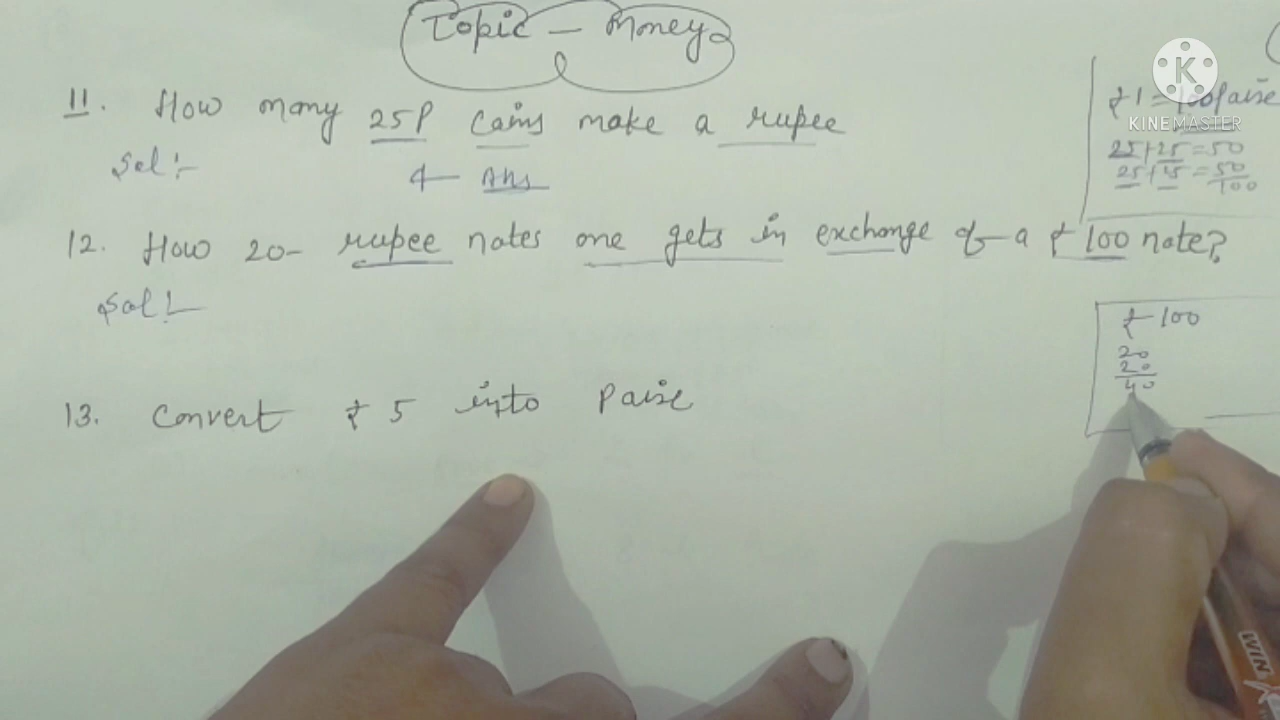 Topic - Money
11. How many 25P Coins make a rupee
Sol:-
4 Ans
₹1 = 100paise
25+25=50
25+25=50
100
12. How 20- rupee notes one gets in exchange of a ₹ 100 note?
Sol:-
₹ 100
20
20
40
13. Convert ₹ 5 into Paise
K
KINEMASTER
WIN